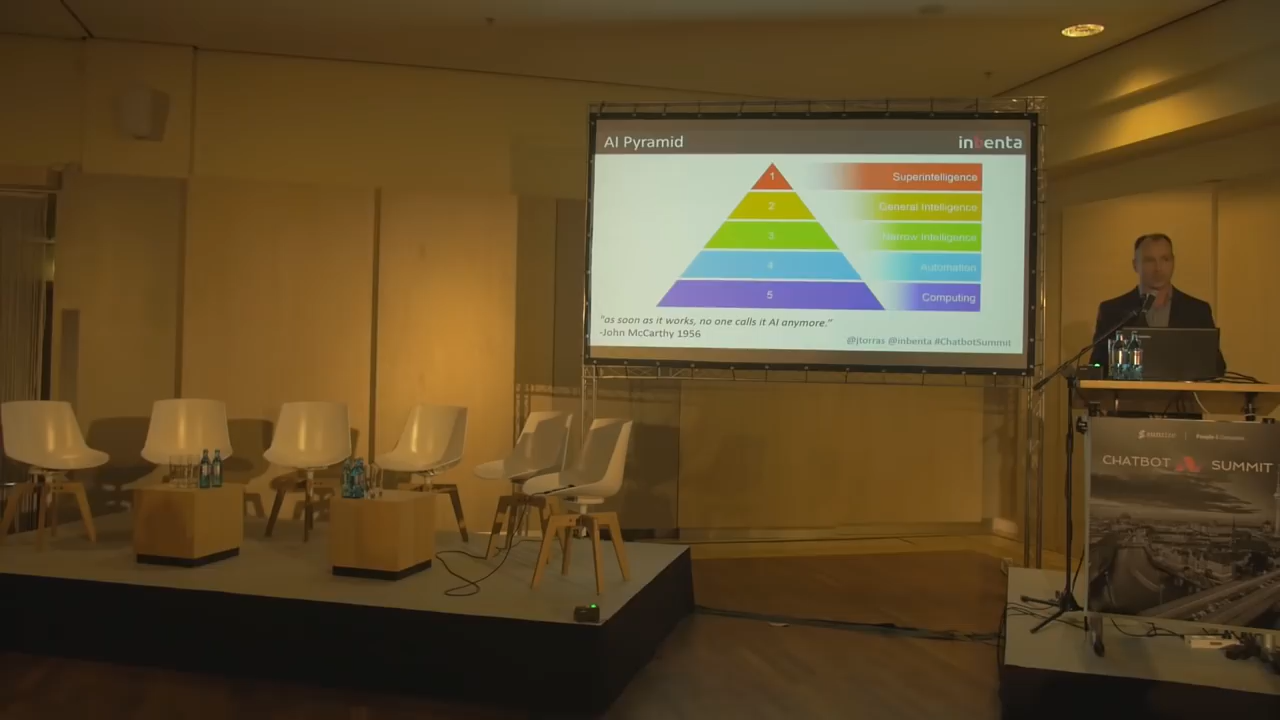 AI Pyramid
inbenta
1
Superintelligence
2
General Intelligence
3
Narrow Intelligence
4
Automation
5
Computing
"as soon as it works, no one calls it AI anymore."
-John McCarthy 1956
@jtorras @inbenta #ChatbotSummit
CHATBOT SUMMIT